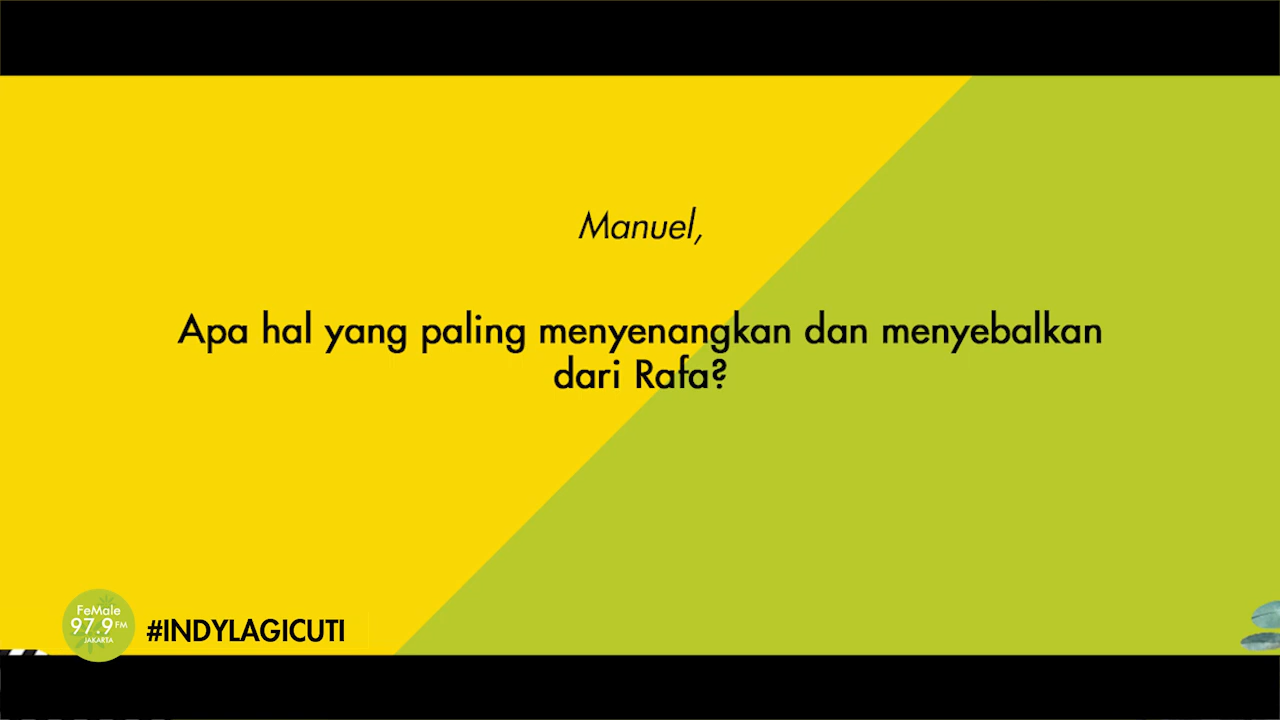 Manuel,
Apa hal yang paling menyenangkan dan menyebalkan
dari Rafa?
FeMale
97.9 FM
JAKARTA
#INDYLAGICUTI